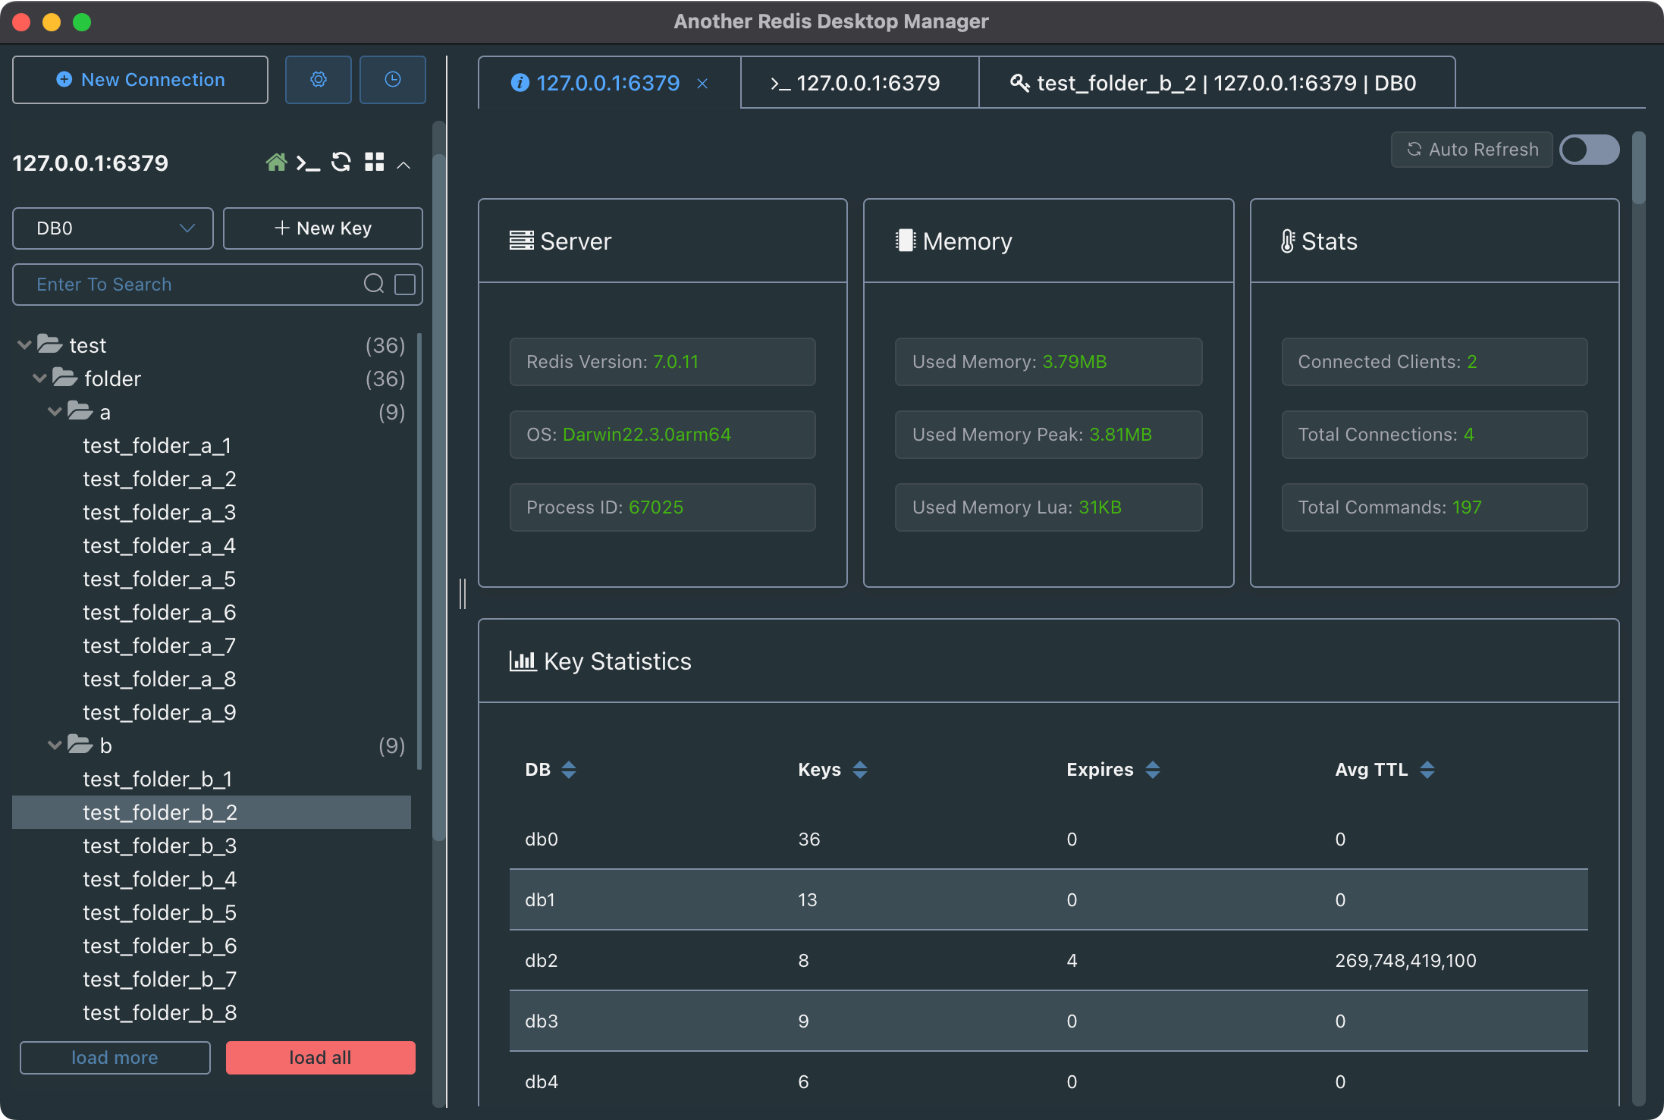 Another Redis Desktop Manager
New Connection
127.0.0.1:6379
127.0.0.1:6379
test_folder_b_2 | 127.0.0.1:6379 | DB0
127.0.0.1:6379
DB0
New Key
Enter To Search
test (36)
folder (36)
a (9)
test_folder_a_1
test_folder_a_2
test_folder_a_3
test_folder_a_4
test_folder_a_5
test_folder_a_6
test_folder_a_7
test_folder_a_8
test_folder_a_9
b (9)
test_folder_b_1
test_folder_b_2
test_folder_b_3
test_folder_b_4
test_folder_b_5
test_folder_b_6
test_folder_b_7
test_folder_b_8
load more
load all
Auto Refresh
Server
Redis Version: 7.0.11
OS: Darwin22.3.0arm64
Process ID: 67025
Memory
Used Memory: 3.79MB
Used Memory Peak: 3.81MB
Used Memory Lua: 31KB
Stats
Connected Clients: 2
Total Connections: 4
Total Commands: 197
Key Statistics
DB Keys Expires Avg TTL
db0 36 0 0
db1 13 0 0
db2 8 4 269,748,419,100
db3 9 0 0
db4 6 0 0